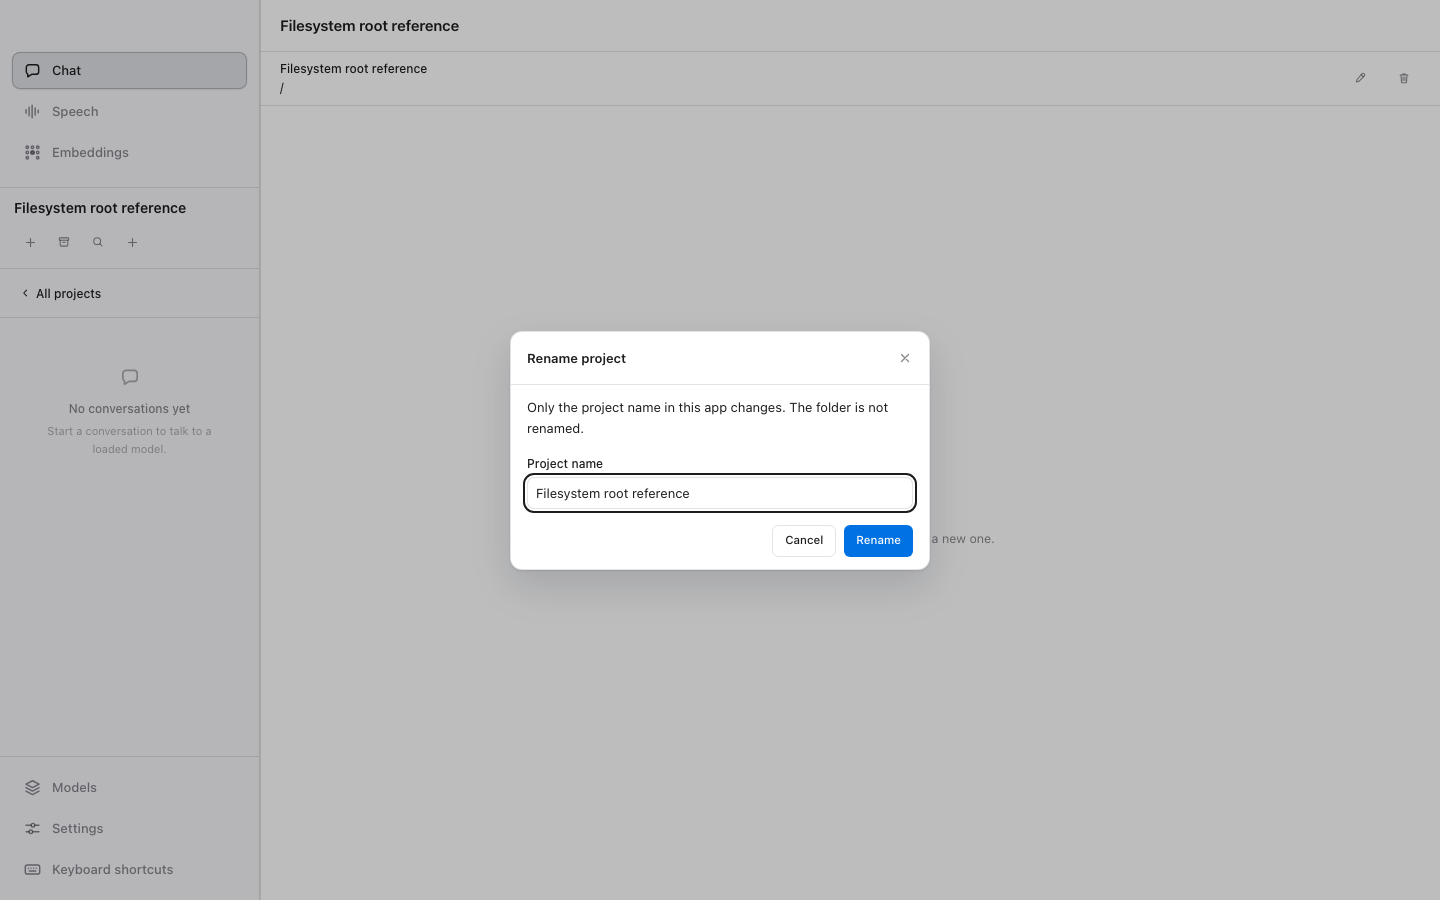 Chat
Speech
Embeddings
Filesystem root reference
All projects
No conversations yet
Start a conversation to talk to a
loaded model.
Models
Settings
Keyboard shortcuts
Filesystem root reference
Filesystem root reference
/
a new one.
Rename project
Only the project name in this app changes. The folder is not
renamed.
Project name
Filesystem root reference
Cancel
Rename